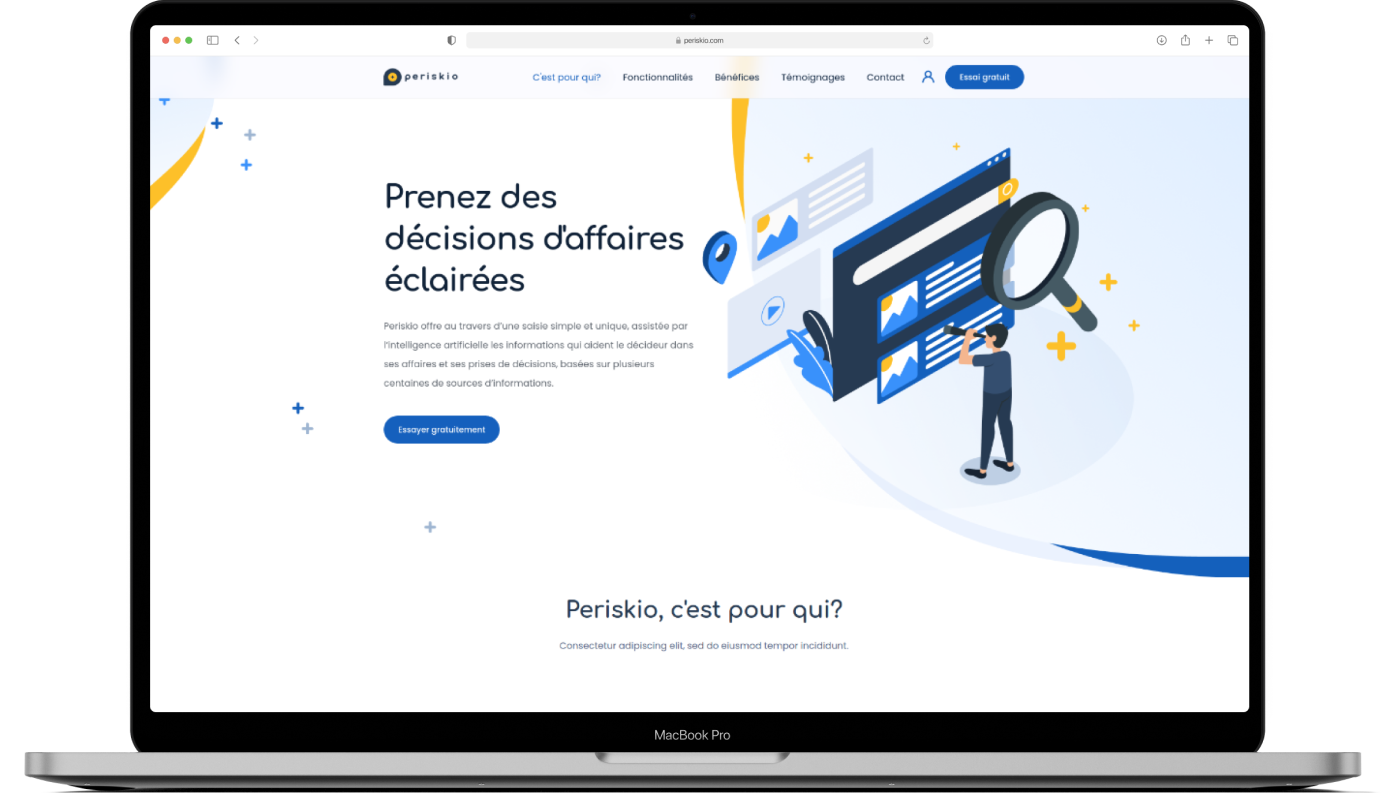 periskio.com
periskio C'est pour qui? Fonctionnalités Bénéfices Témoignages Contact Essai gratuit
Prenez des
décisions d'affaires
éclairées
Periskio offre au travers d'une saisie simple et unique, assistée par
l'intelligence artificielle les informations qui aident le décideur dans
ses affaires et ses prises de décisions, basées sur plusieurs
centaines de sources d'informations.
Essayer gratuitement
Periskio, c'est pour qui?
Consectetur adipiscing elit, sed do eiusmod tempor incididunt.
MacBook Pro